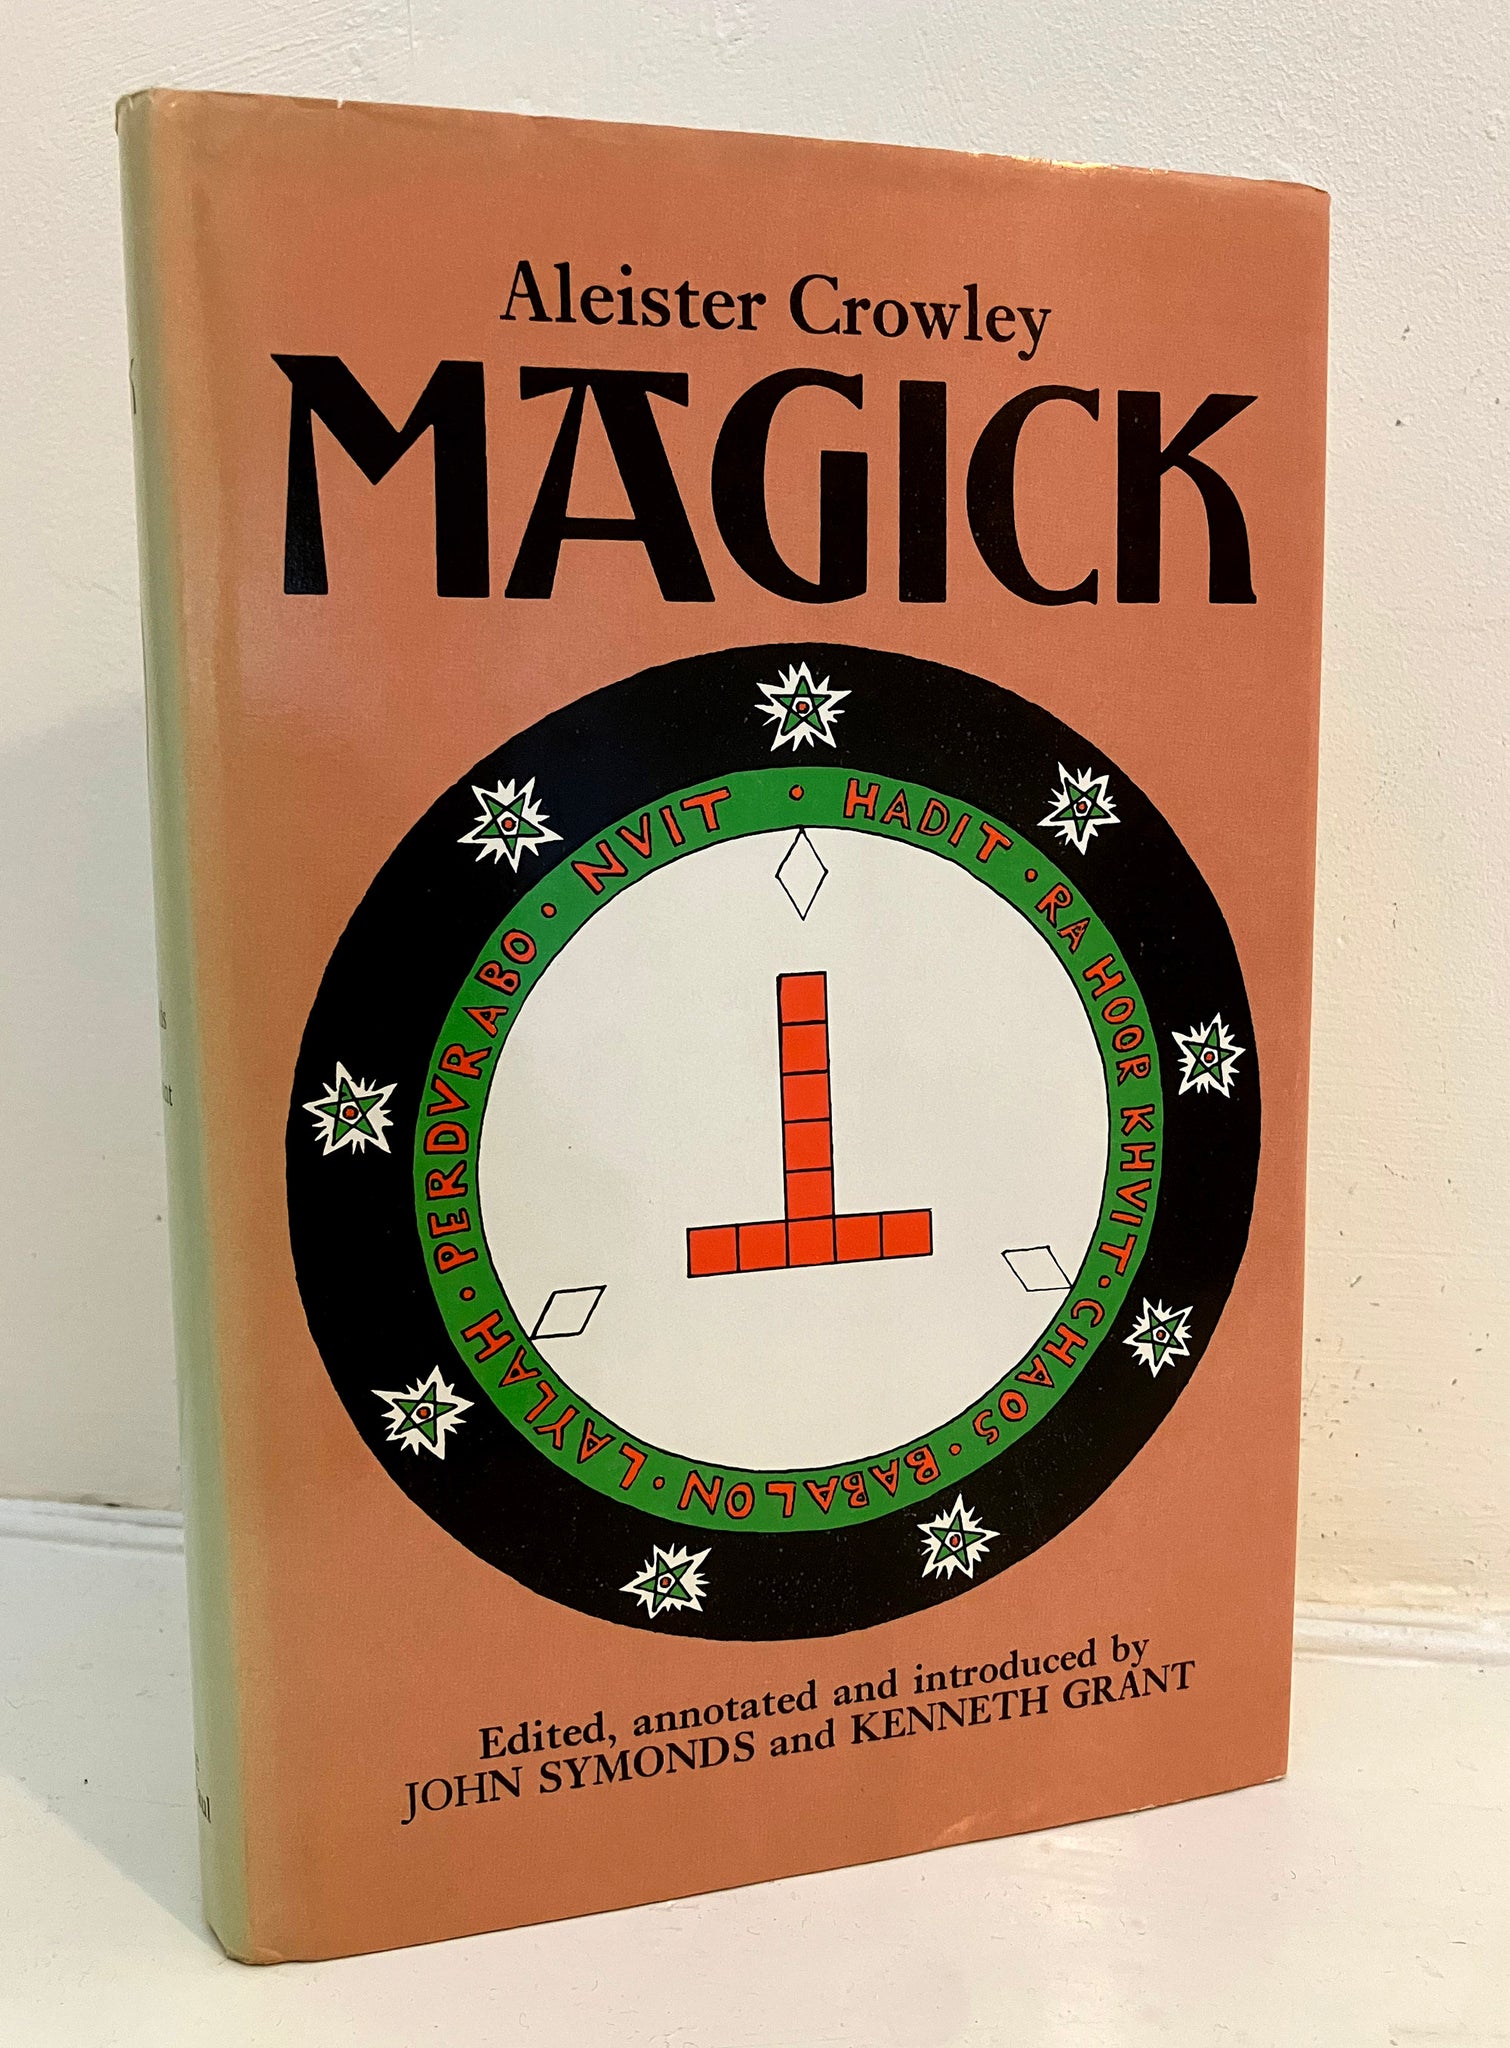 Aleister Crowley
MAGICK
NVIT · HADIT · RA HOOR KHVIT · CHAOS · BABALON · LAYLAH · PERDVRABO ·
Edited, annotated and introduced by
JOHN SYMONDS and KENNETH GRANT